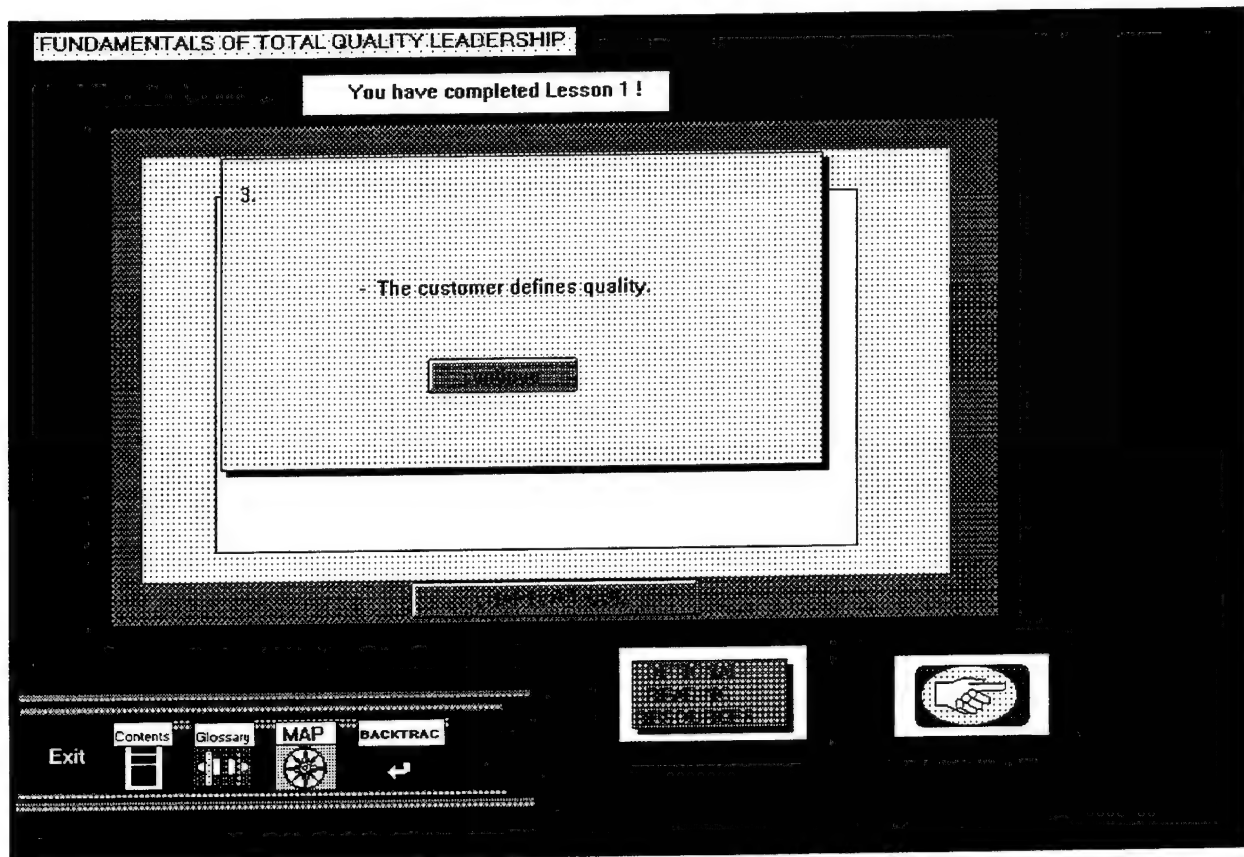 FUNDAMENTALS OF TOTAL QUALITY LEADERSHIP
You have completed Lesson 1 !
3.
- The customer defines quality.
Exit
Contents
Glossary
MAP
BACKTRAC